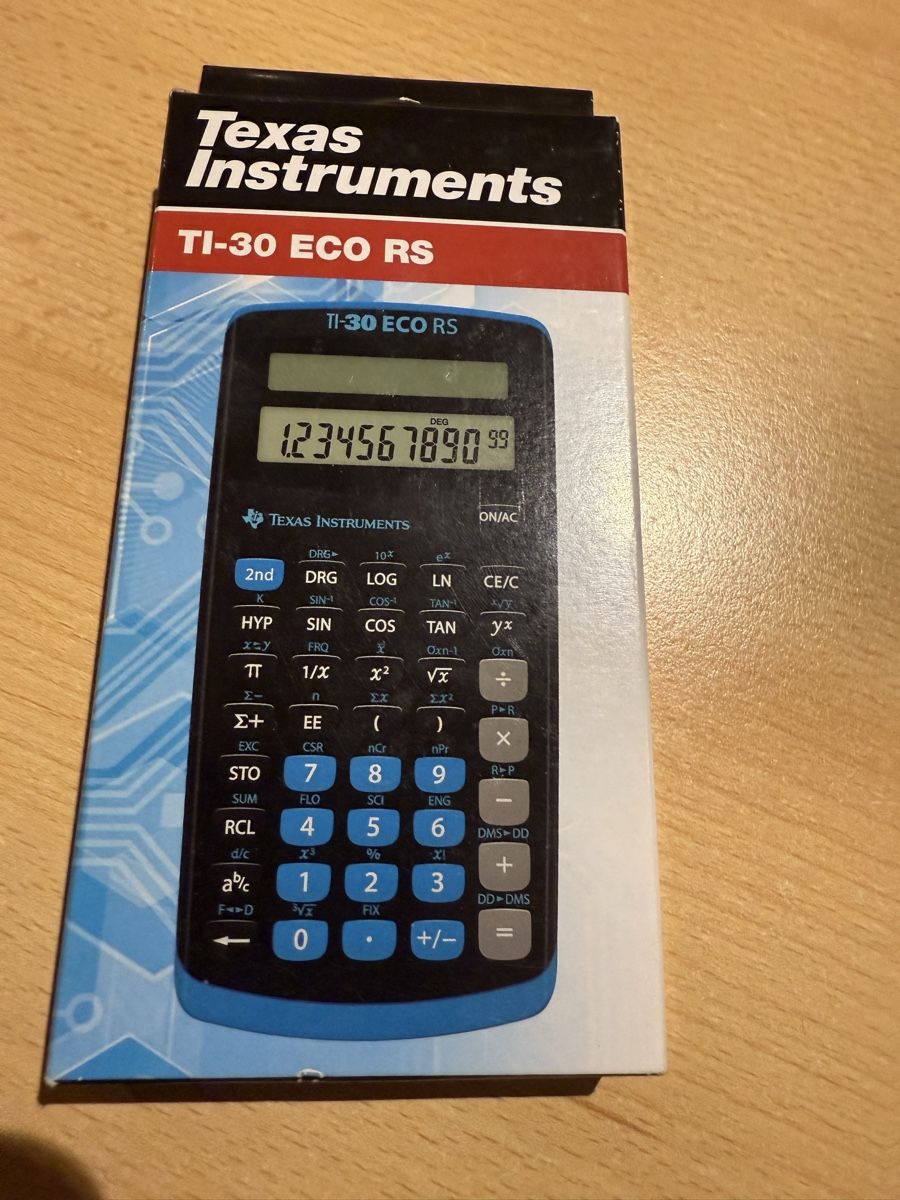 Texas
Instruments
TI-30 ECO RS
TI-30 ECO RS
DEG
1.234567890 99
TEXAS INSTRUMENTS
ON/AC
DRG► 10ˣ eˣ
2nd DRG LOG LN CE/C
K SIN⁻¹ COS⁻¹ TAN⁻¹ ˣ√y
HYP SIN COS TAN yˣ
x⇆y FRQ σxn-1 σxn
π 1/x x² √x ÷
Σ- n Σx Σx² P►R
Σ+ EE ( ) ×
EXC CSR nCr nPr R►P
STO 7 8 9 −
SUM FLO SCI ENG DMS►DD
RCL 4 5 6 +
d/c x³ % x! DD►DMS
aᵇ/c 1 2 3
F◄►D ³√x FIX
← 0 . +/− =